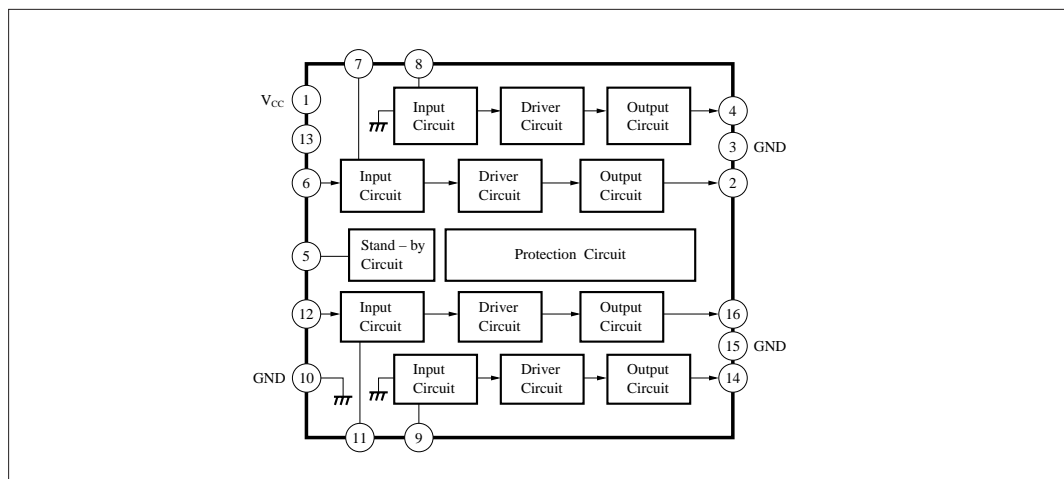 7
8
V_CC
1
Input
Circuit
Driver
Circuit
Output
Circuit
4
13
3
GND
6
Input
Circuit
Driver
Circuit
Output
Circuit
2
5
Stand – by
Circuit
Protection Circuit
12
Input
Circuit
Driver
Circuit
Output
Circuit
16
15
GND
GND
10
Input
Circuit
Driver
Circuit
Output
Circuit
14
11
9